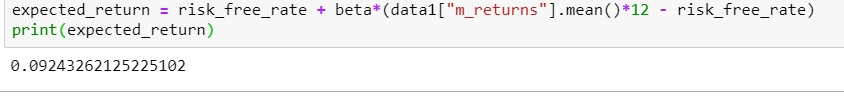 expected_return = risk_free_rate + beta*(data1["m_returns"].mean()*12 - risk_free_rate)
print(expected_return)
0.09243262125225102